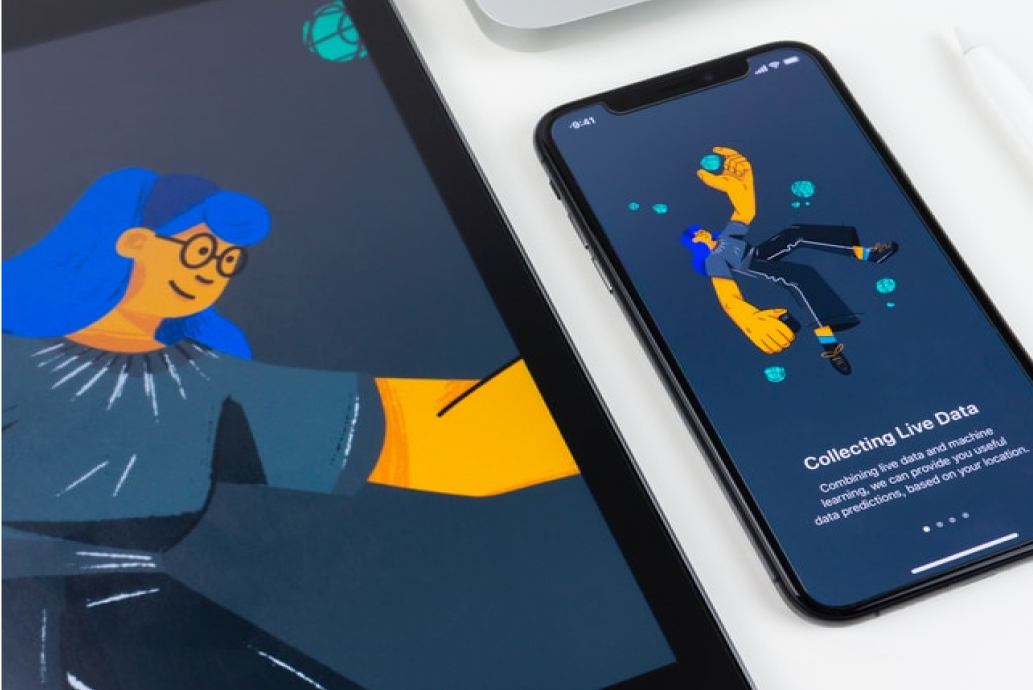 9:41
Collecting Live Data
Combining live data and machine
learning, we can provide you useful
data predictions, based on your location.